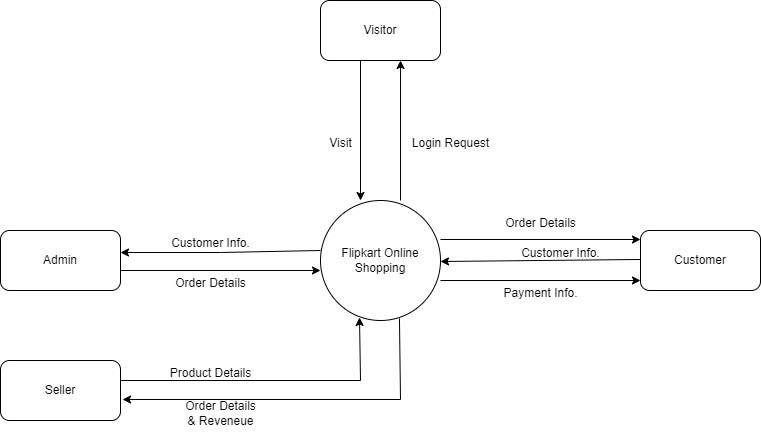 Visitor
Visit
Login Request
Order Details
Customer Info.
Flipkart Online
Shopping
Customer Info.
Admin
Customer
Order Details
Payment Info.
Product Details
Seller
Order Details
& Reveneue